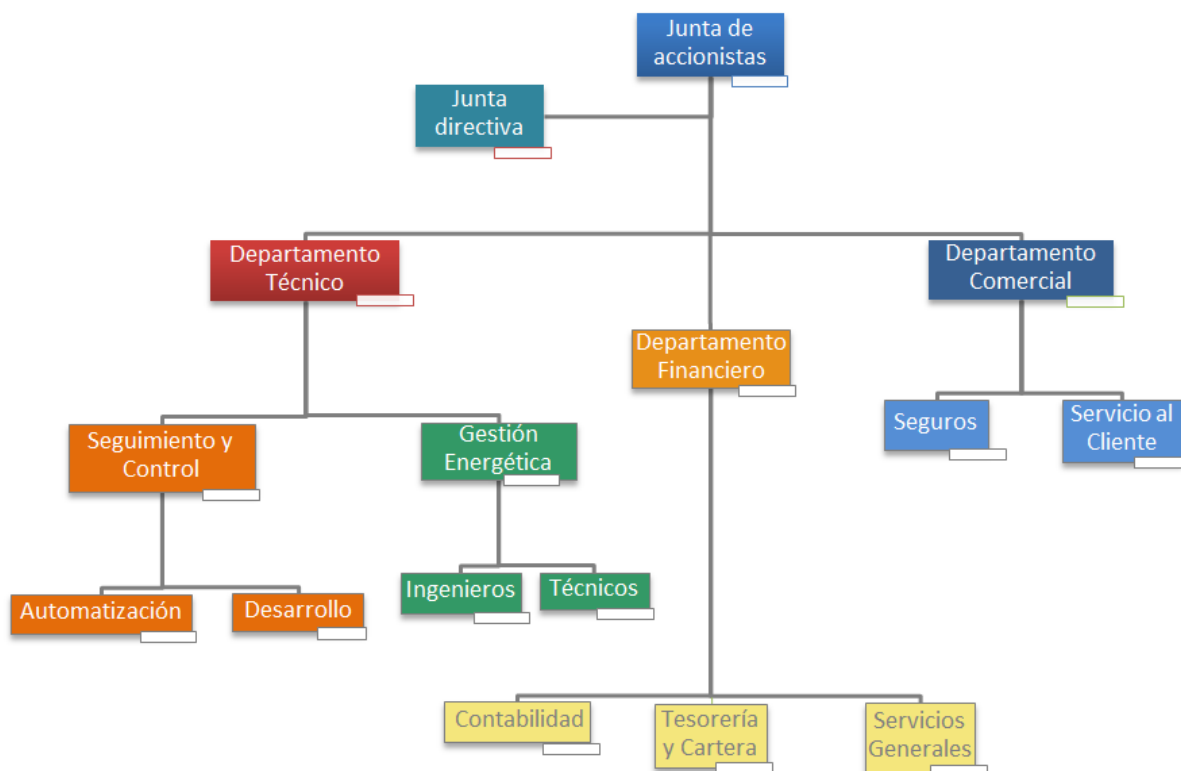 Junta de
accionistas
Junta
directiva
Departamento
Técnico
Departamento
Comercial
Departamento
Financiero
Seguimiento y
Control
Gestión
Energética
Seguros
Servicio al
Cliente
Automatización
Desarrollo
Ingenieros
Técnicos
Contabilidad
Tesorería
y Cartera
Servicios
Generales